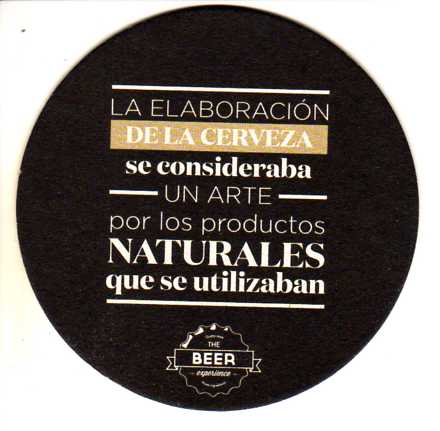 LA ELABORACIÓN
DE LA CERVEZA
se consideraba
UN ARTE
por los productos
NATURALES
que se utilizaban
THE
BEER
experience